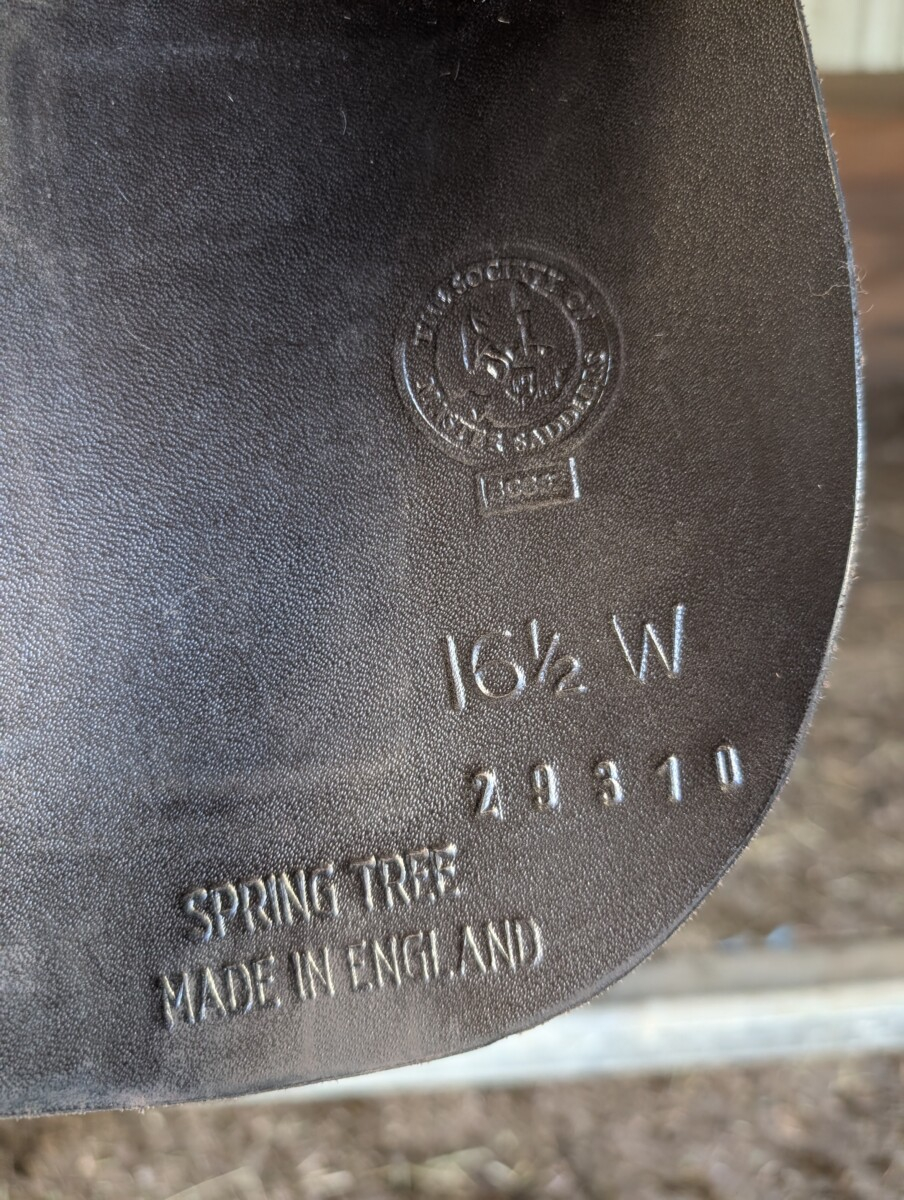 THE SOCIETY OF
MASTER SADDLERS
16½ W
29310
SPRING TREE
MADE IN ENGLAND